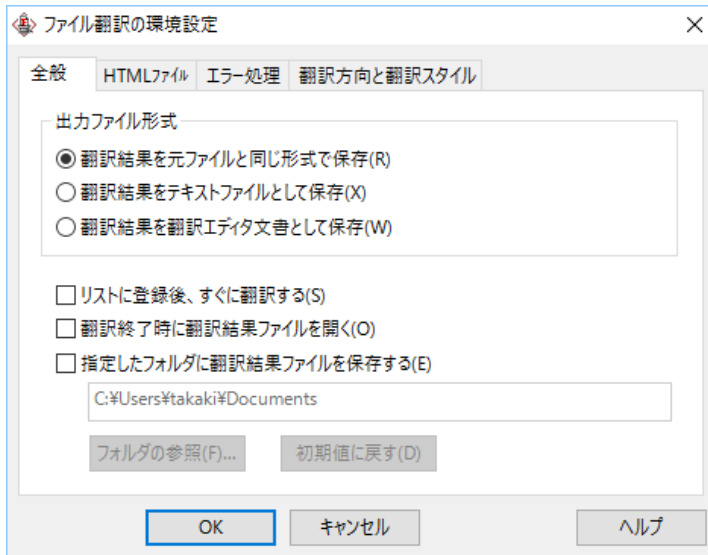 ファイル翻訳の環境設定
全般 HTMLファイル エラー処理 翻訳方向と翻訳スタイル
出力ファイル形式
翻訳結果を元ファイルと同じ形式で保存(R)
翻訳結果をテキストファイルとして保存(X)
翻訳結果を翻訳エディタ文書として保存(W)
リストに登録後、すぐに翻訳する(S)
翻訳終了時に翻訳結果ファイルを開く(O)
指定したフォルダに翻訳結果ファイルを保存する(E)
C:¥Users¥takaki¥Documents
フォルダの参照(F)... 初期値に戻す(D)
OK キャンセル ヘルプ